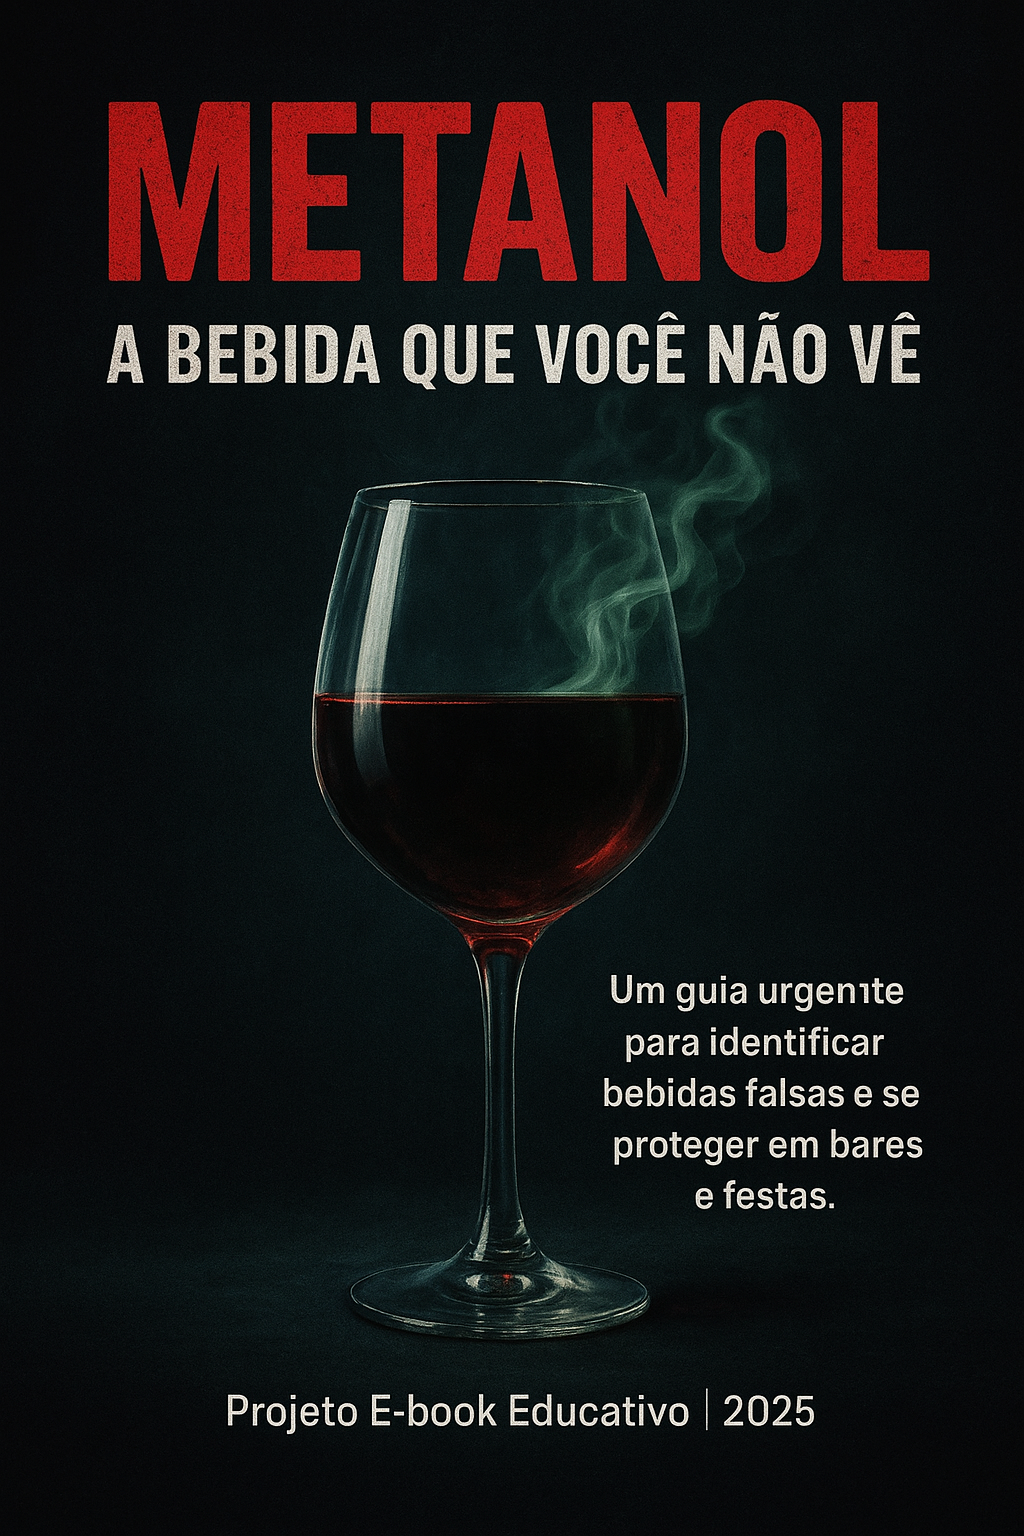 METANOL
A BEBIDA QUE VOCÊ NÃO VÊ
Um guia urgenıte
para identificar
bebidas falsas e se
proteger em bares
e festas.
Projeto E-book Educativo | 2025